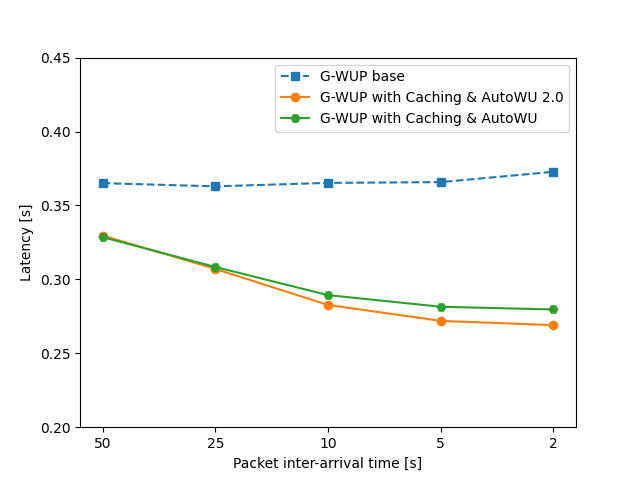 G-WUP base
G-WUP with Caching & AutoWU 2.0
G-WUP with Caching & AutoWU
Latency [s]
0.45
0.40
0.35
0.30
0.25
0.20
50 25 10 5 2
Packet inter-arrival time [s]